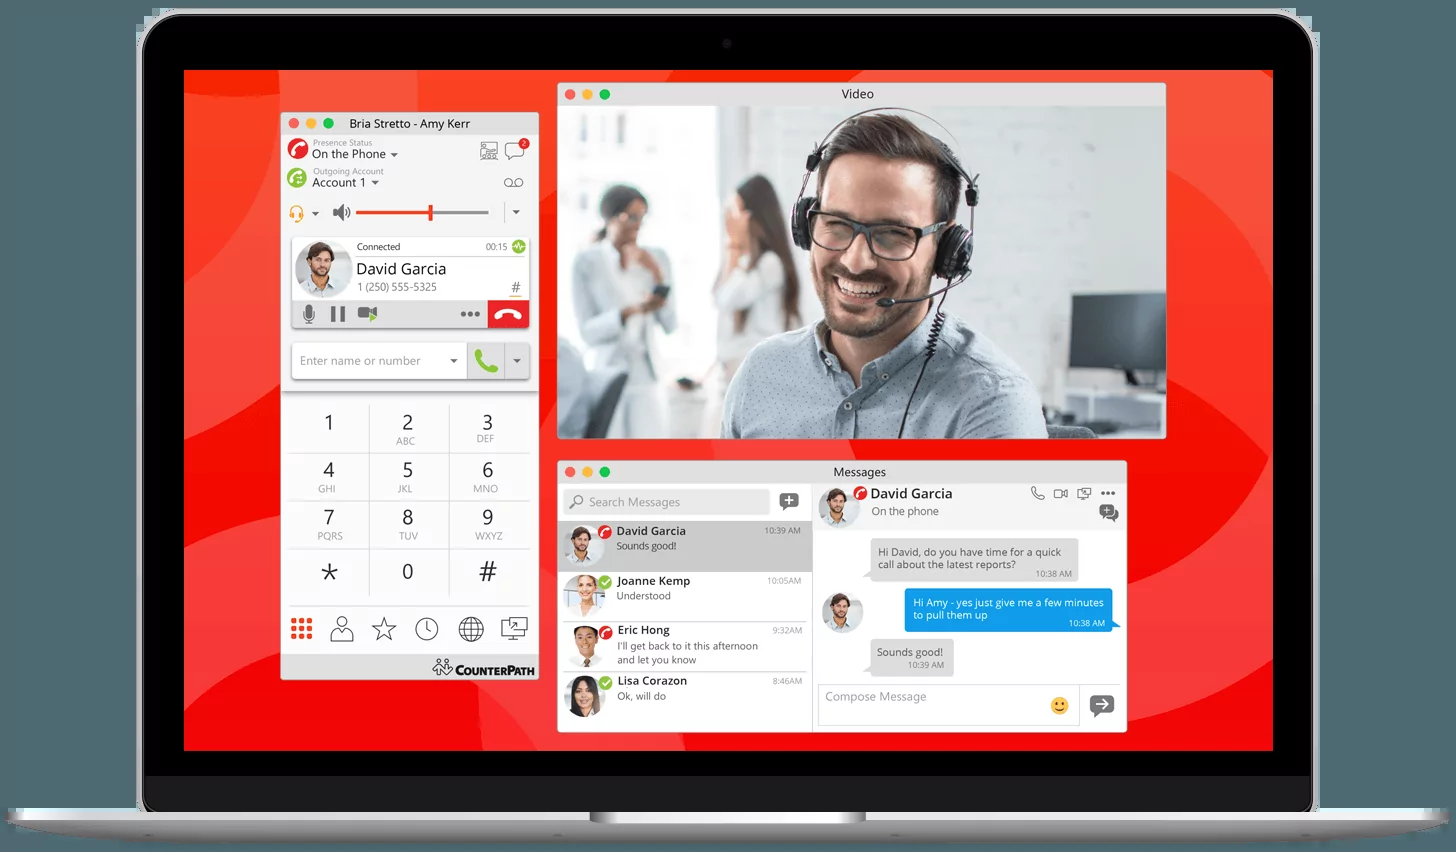 Bria Stretto - Amy Kerr
Presence Status
On the Phone
2
Outgoing Account
Account 1
Connected
00:15
David Garcia
1 (250) 555-5325
#
Enter name or number
1
2
3
ABC
DEF
4
5
6
GHI
JKL
MNO
7
8
9
PQRS
TUV
WXYZ
*
0
#
COUNTERPATH
Video
Messages
Search Messages
David Garcia
10:39 AM
Sounds good!
Joanne Kemp
10:05AM
Understood
Eric Hong
9:32AM
I'll get back to it this afternoon
and let you know
Lisa Corazon
8:46AM
Ok, will do
David Garcia
On the phone
Hi David, do you have time for a quick
call about the latest reports?
10:38 AM
Hi Amy - yes just give me a few minutes
to pull them up
10:38 AM
Sounds good!
10:39 AM
Compose Message